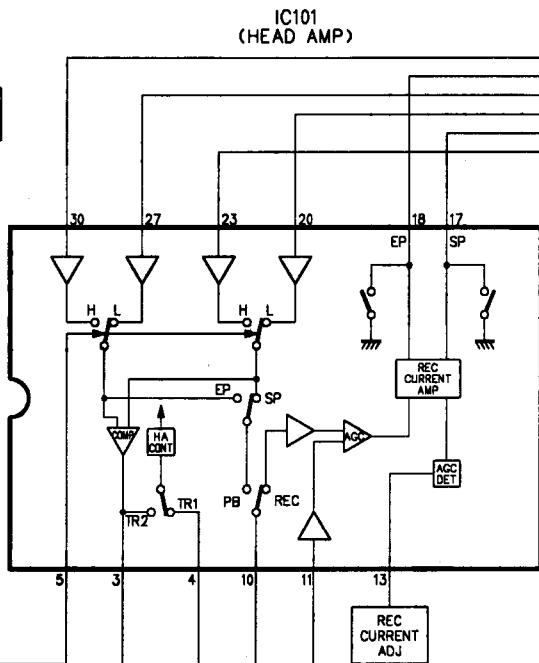 IC101
(HEAD AMP)
30 27 23 20 18 17
EP SP
H L H L
REC
CURRENT
AMP
EP SP
COMP
HA
CONT
AGC
AGC
DET
PB REC
TR2 TR1
5 3 4 10 11 13
REC
CURRENT
ADJ